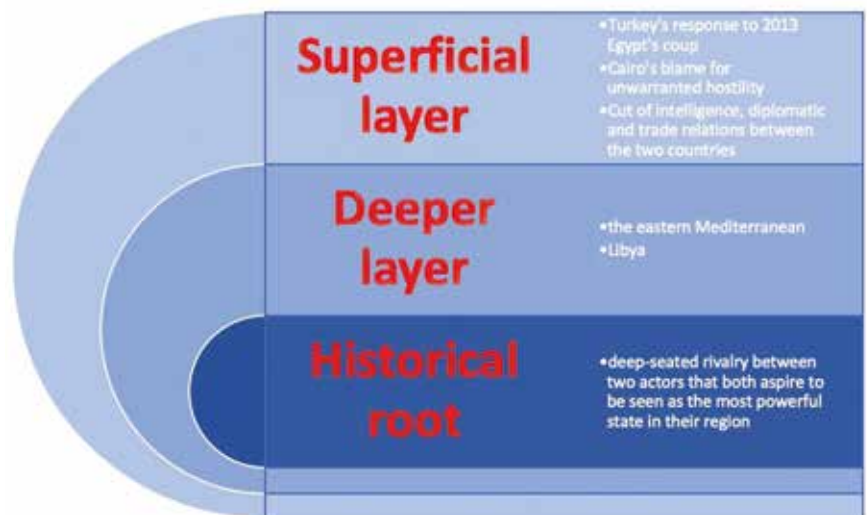 Superficial
layer
•Turkey's response to 2013
Egypt's coup
•Cairo's blame for
unwarranted hostility
•Cut of intelligence, diplomatic
and trade relations between
the two countries
Deeper
layer
•the eastern Mediterranean
•Libya
Historical
root
•deep-seated rivalry between
two actors that both aspire to
be seen as the most powerful
state in their region